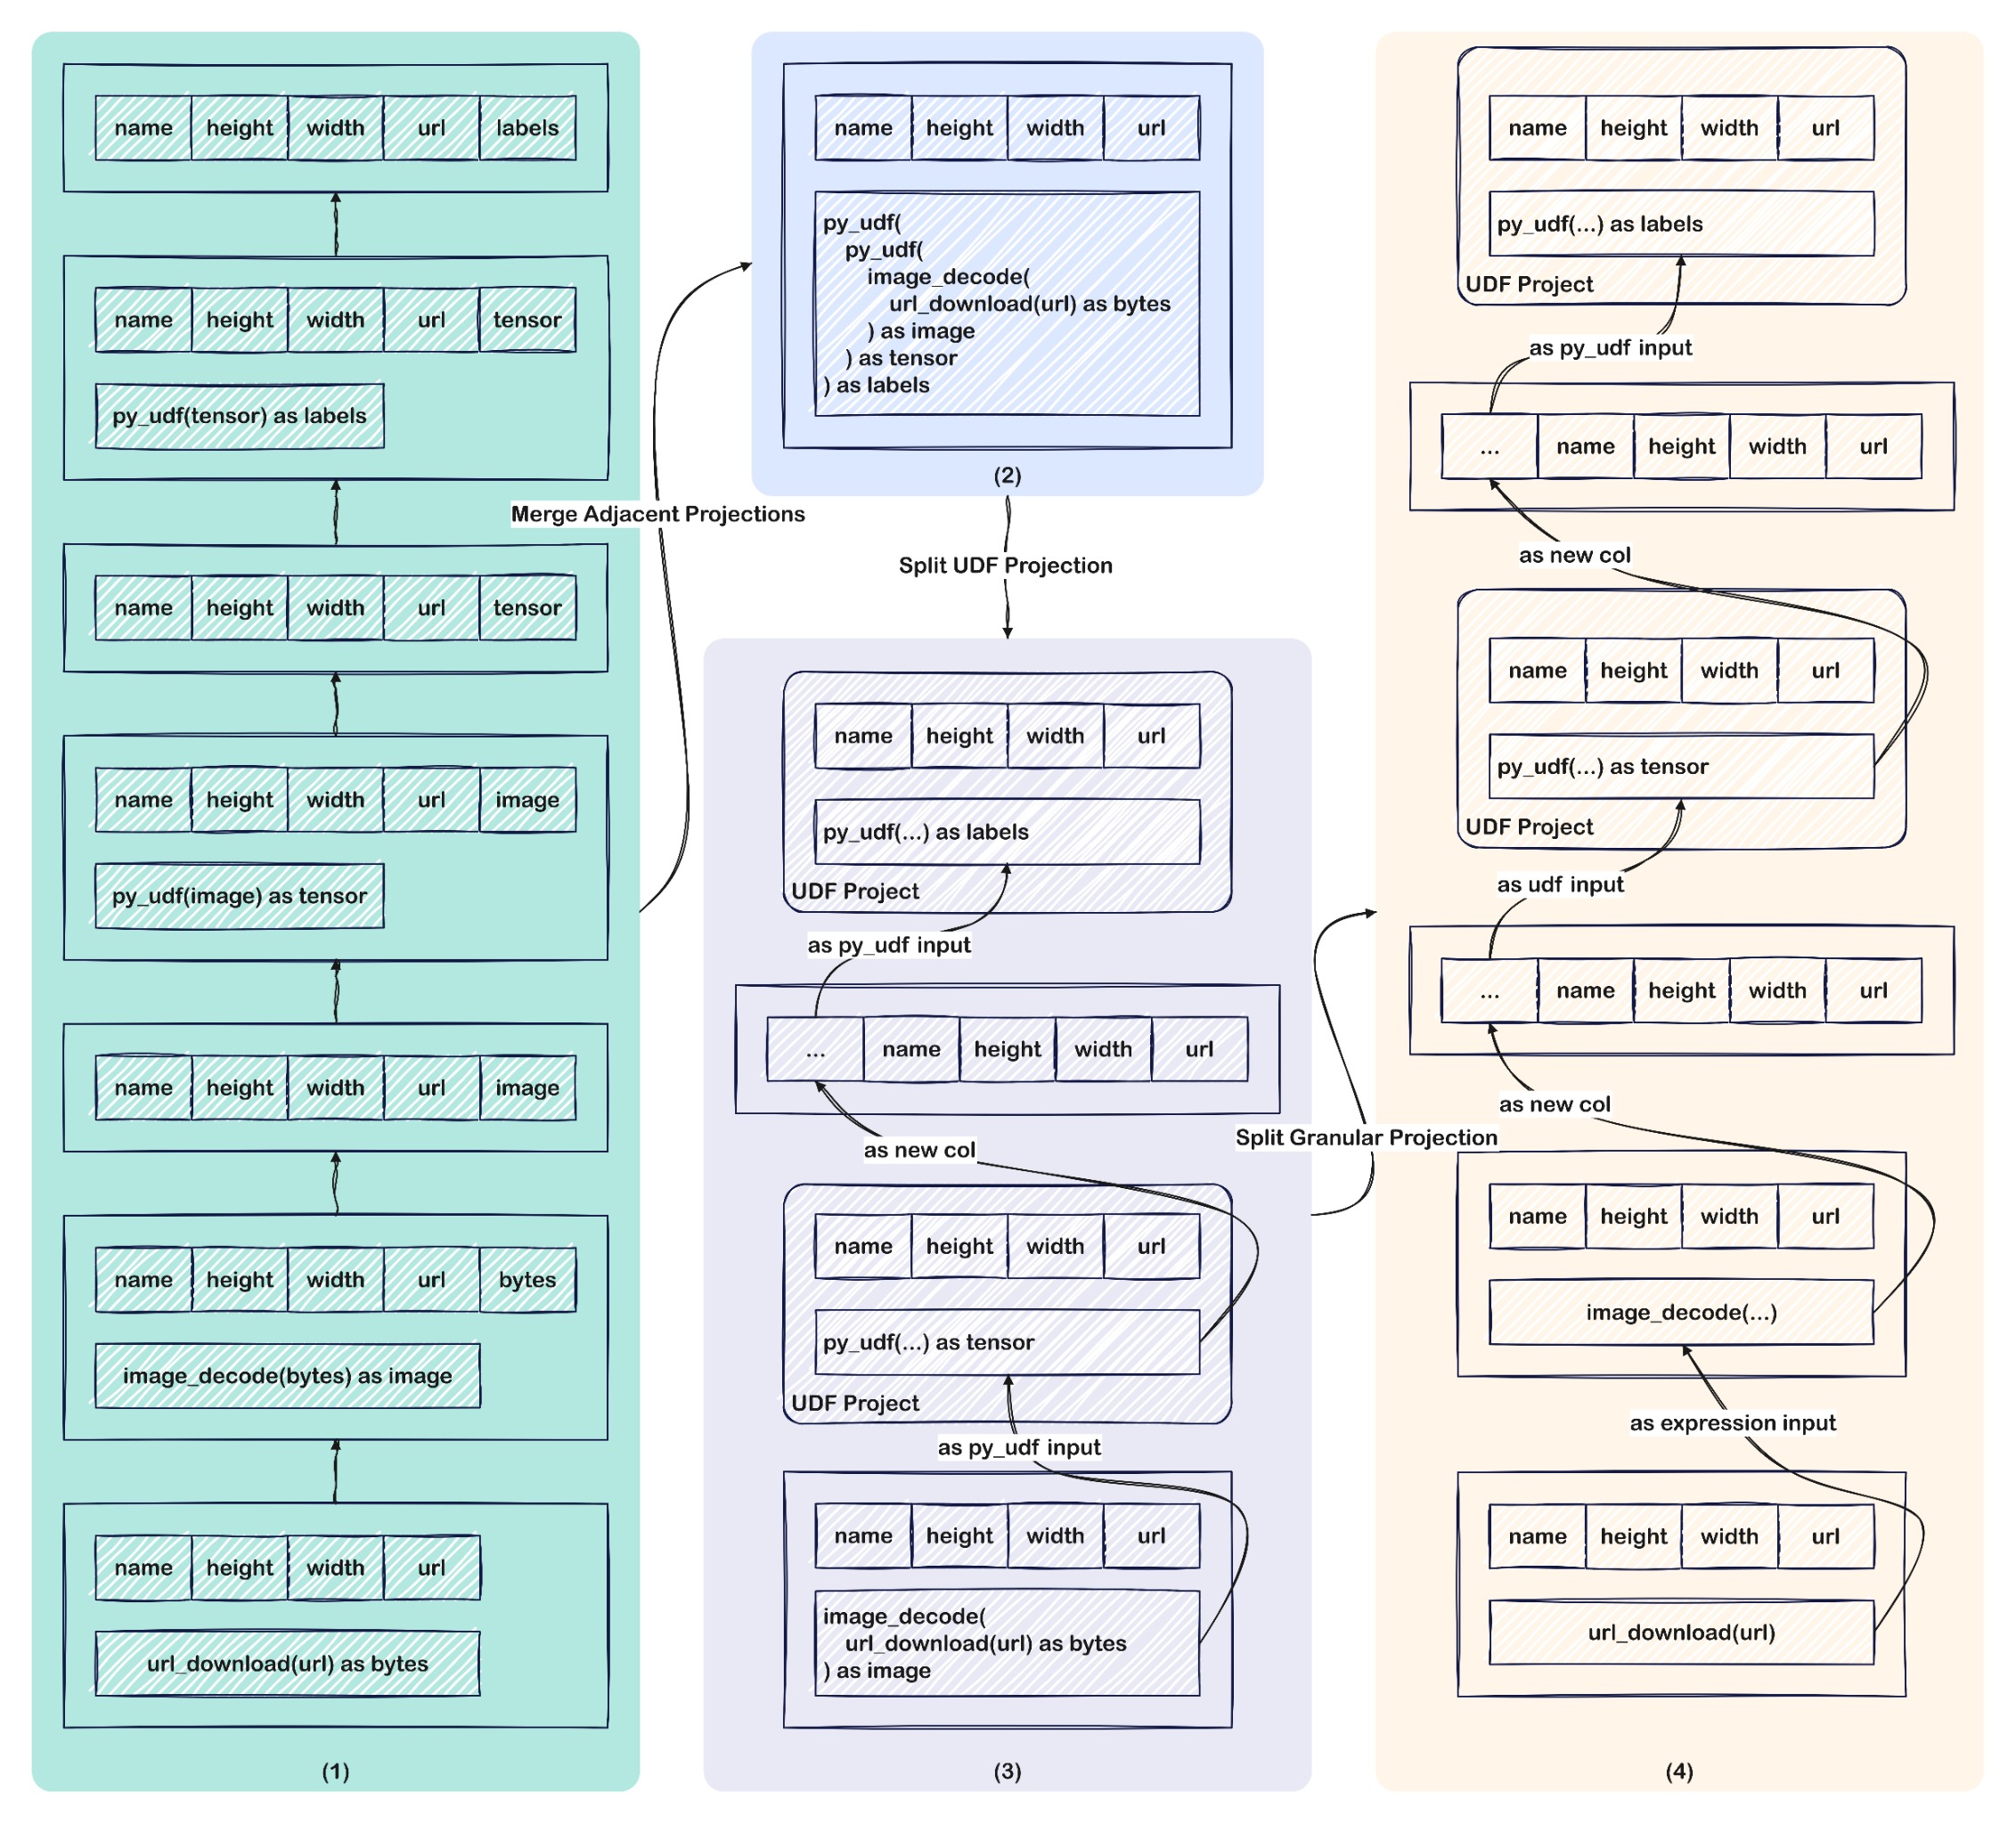 name height width url labels
name height width url tensor
py_udf(tensor) as labels
name height width url tensor
name height width url image
py_udf(image) as tensor
name height width url image
name height width url bytes
image_decode(bytes) as image
name height width url
url_download(url) as bytes
(1)
Merge Adjacent Projections
name height width url
py_udf(
py_udf(
image_decode(
url_download(url) as bytes
) as image
) as tensor
) as labels
(2)
Split UDF Projection
name height width url
py_udf(...) as labels
UDF Project
as py_udf input
... name height width url
as new col
name height width url
py_udf(...) as tensor
UDF Project
as py_udf input
name height width url
image_decode(
url_download(url) as bytes
) as image
(3)
Split Granular Projection
name height width url
py_udf(...) as labels
UDF Project
as py_udf input
... name height width url
as new col
name height width url
py_udf(...) as tensor
UDF Project
as udf input
... name height width url
as new col
name height width url
image_decode(...)
as expression input
name height width url
url_download(url)
(4)